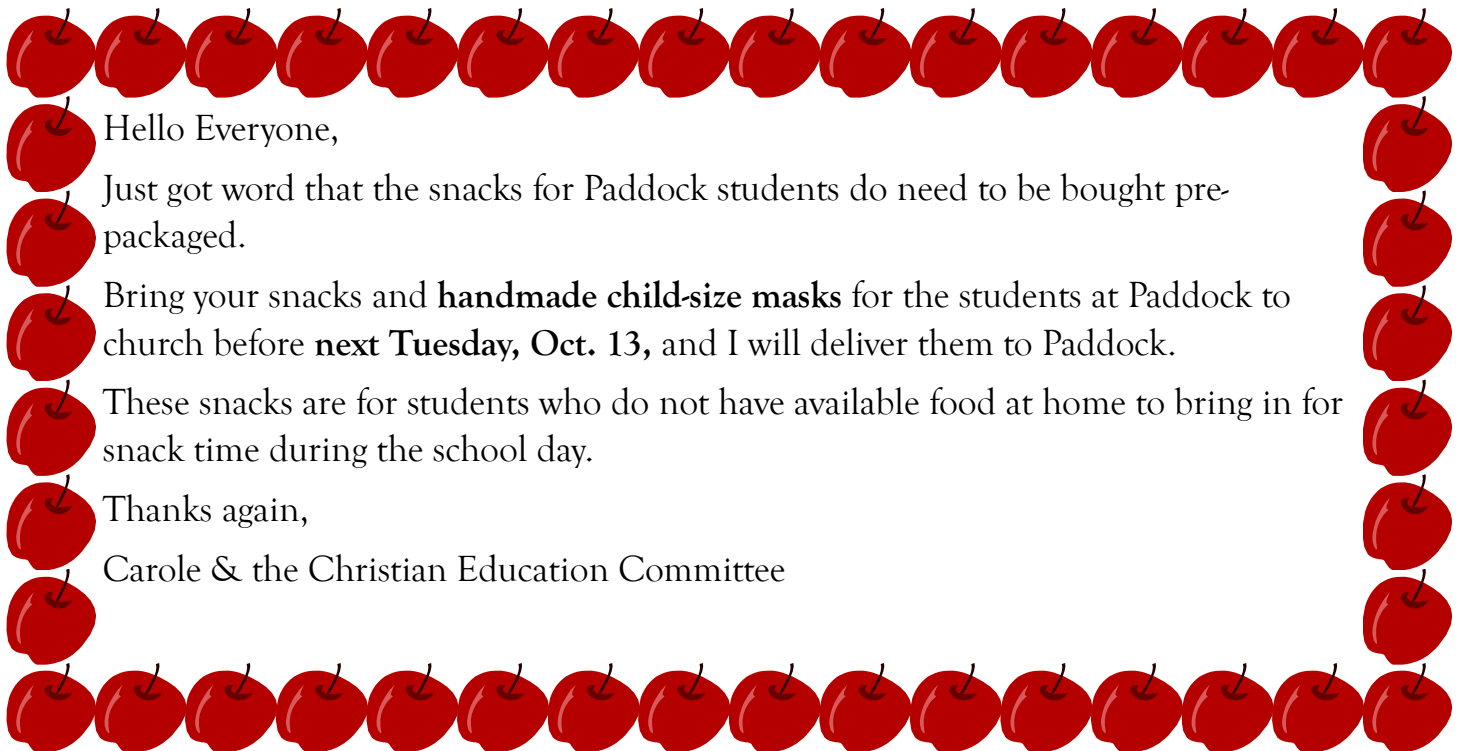 Hello Everyone,
Just got word that the snacks for Paddock students do need to be bought pre-
packaged.
Bring your snacks and handmade child-size masks for the students at Paddock to
church before next Tuesday, Oct. 13, and I will deliver them to Paddock.
These snacks are for students who do not have available food at home to bring in for
snack time during the school day.
Thanks again,
Carole & the Christian Education Committee